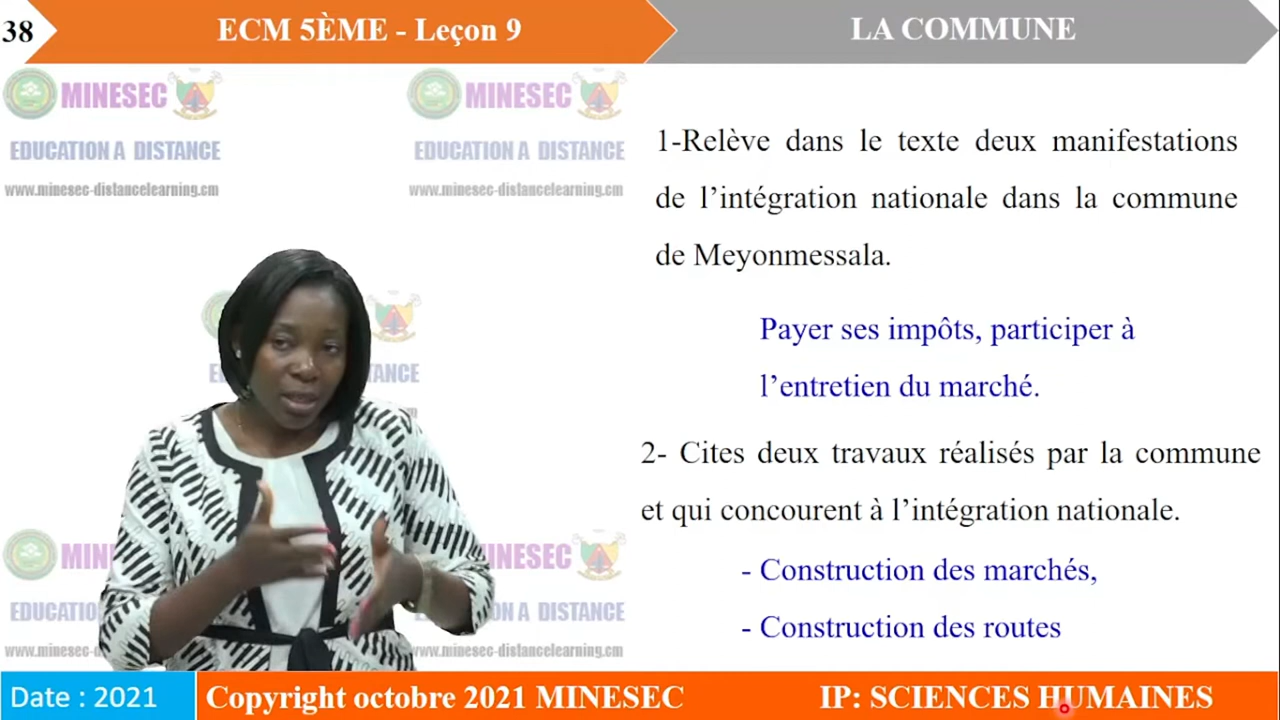 38
ECM 5ÈME - Leçon 9
LA COMMUNE
MINESEC
EDUCATION A DISTANCE
www.minesec-distancelearning.cm
MINESEC
EDUCATION A DISTANCE
www.minesec-distancelearning.cm
1-Relève dans le texte deux manifestations
de l’intégration nationale dans la commune
de Meyonmessala.
Payer ses impôts, participer à
l’entretien du marché.
2- Cites deux travaux réalisés par la commune
et qui concourent à l’intégration nationale.
- Construction des marchés,
- Construction des routes
Date : 2021
Copyright octobre 2021 MINESEC
IP: SCIENCES HUMAINES